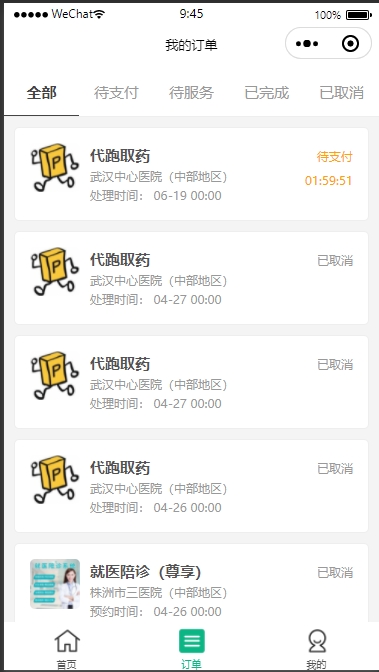 WeChat
9:45
100%
我的订单
全部
待支付
待服务
已完成
已取消
代跑取药
待支付
武汉中心医院（中部地区）
01:59:51
处理时间： 06-19 00:00
代跑取药
已取消
武汉中心医院（中部地区）
处理时间： 04-27 00:00
代跑取药
已取消
武汉中心医院（中部地区）
处理时间： 04-27 00:00
代跑取药
已取消
武汉中心医院（中部地区）
处理时间： 04-26 00:00
就医陪诊（尊享）
已取消
株洲市三医院（中部地区）
预约时间： 04-26 00:00
首页
订单
我的